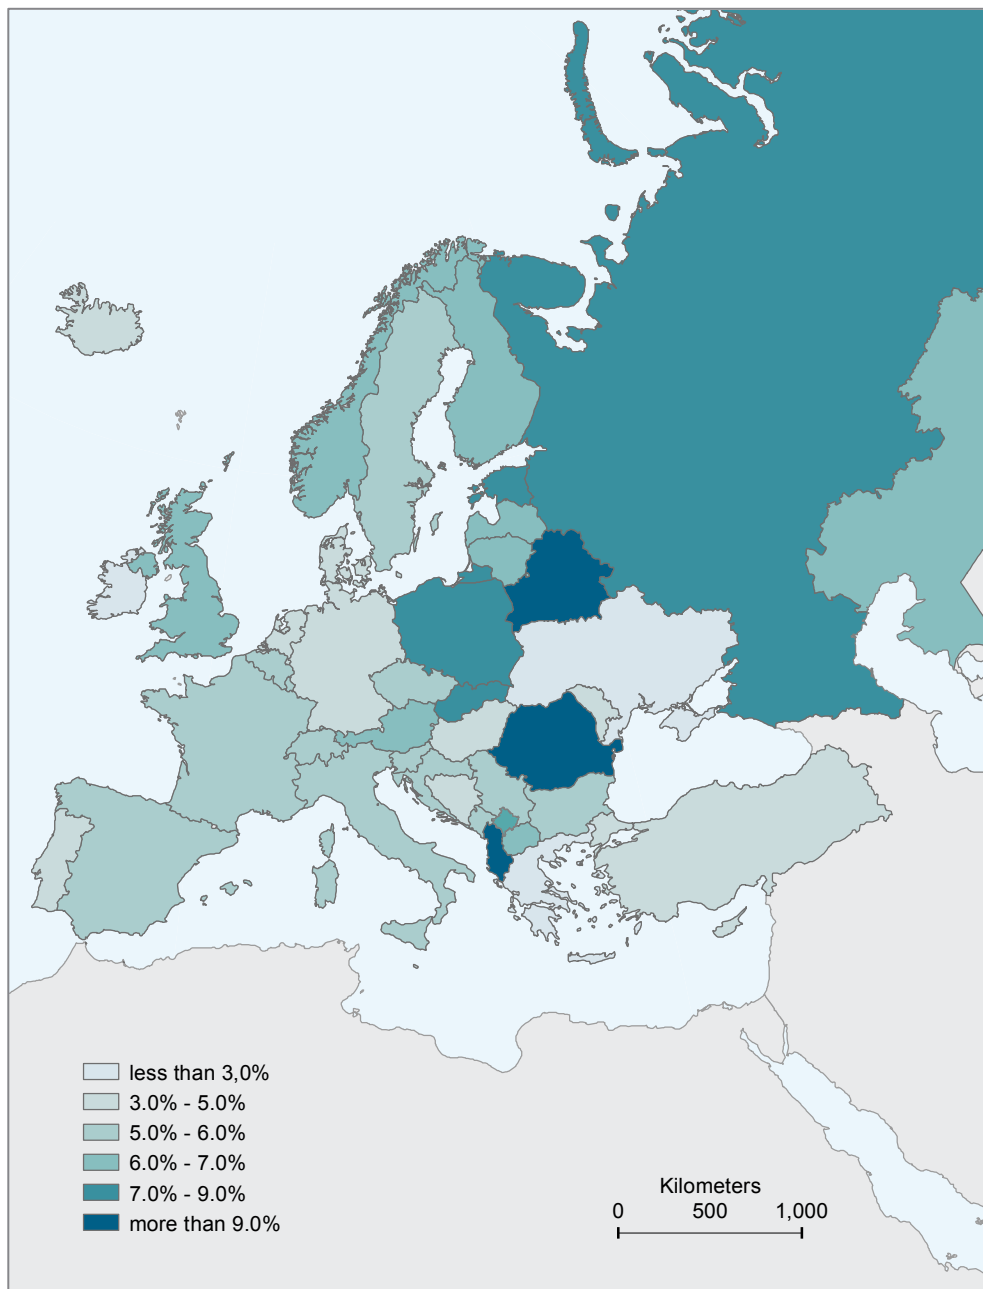 less than 3,0%
3.0% - 5.0%
5.0% - 6.0%
6.0% - 7.0%
7.0% - 9.0%
more than 9.0%
Kilometers
0 500 1,000